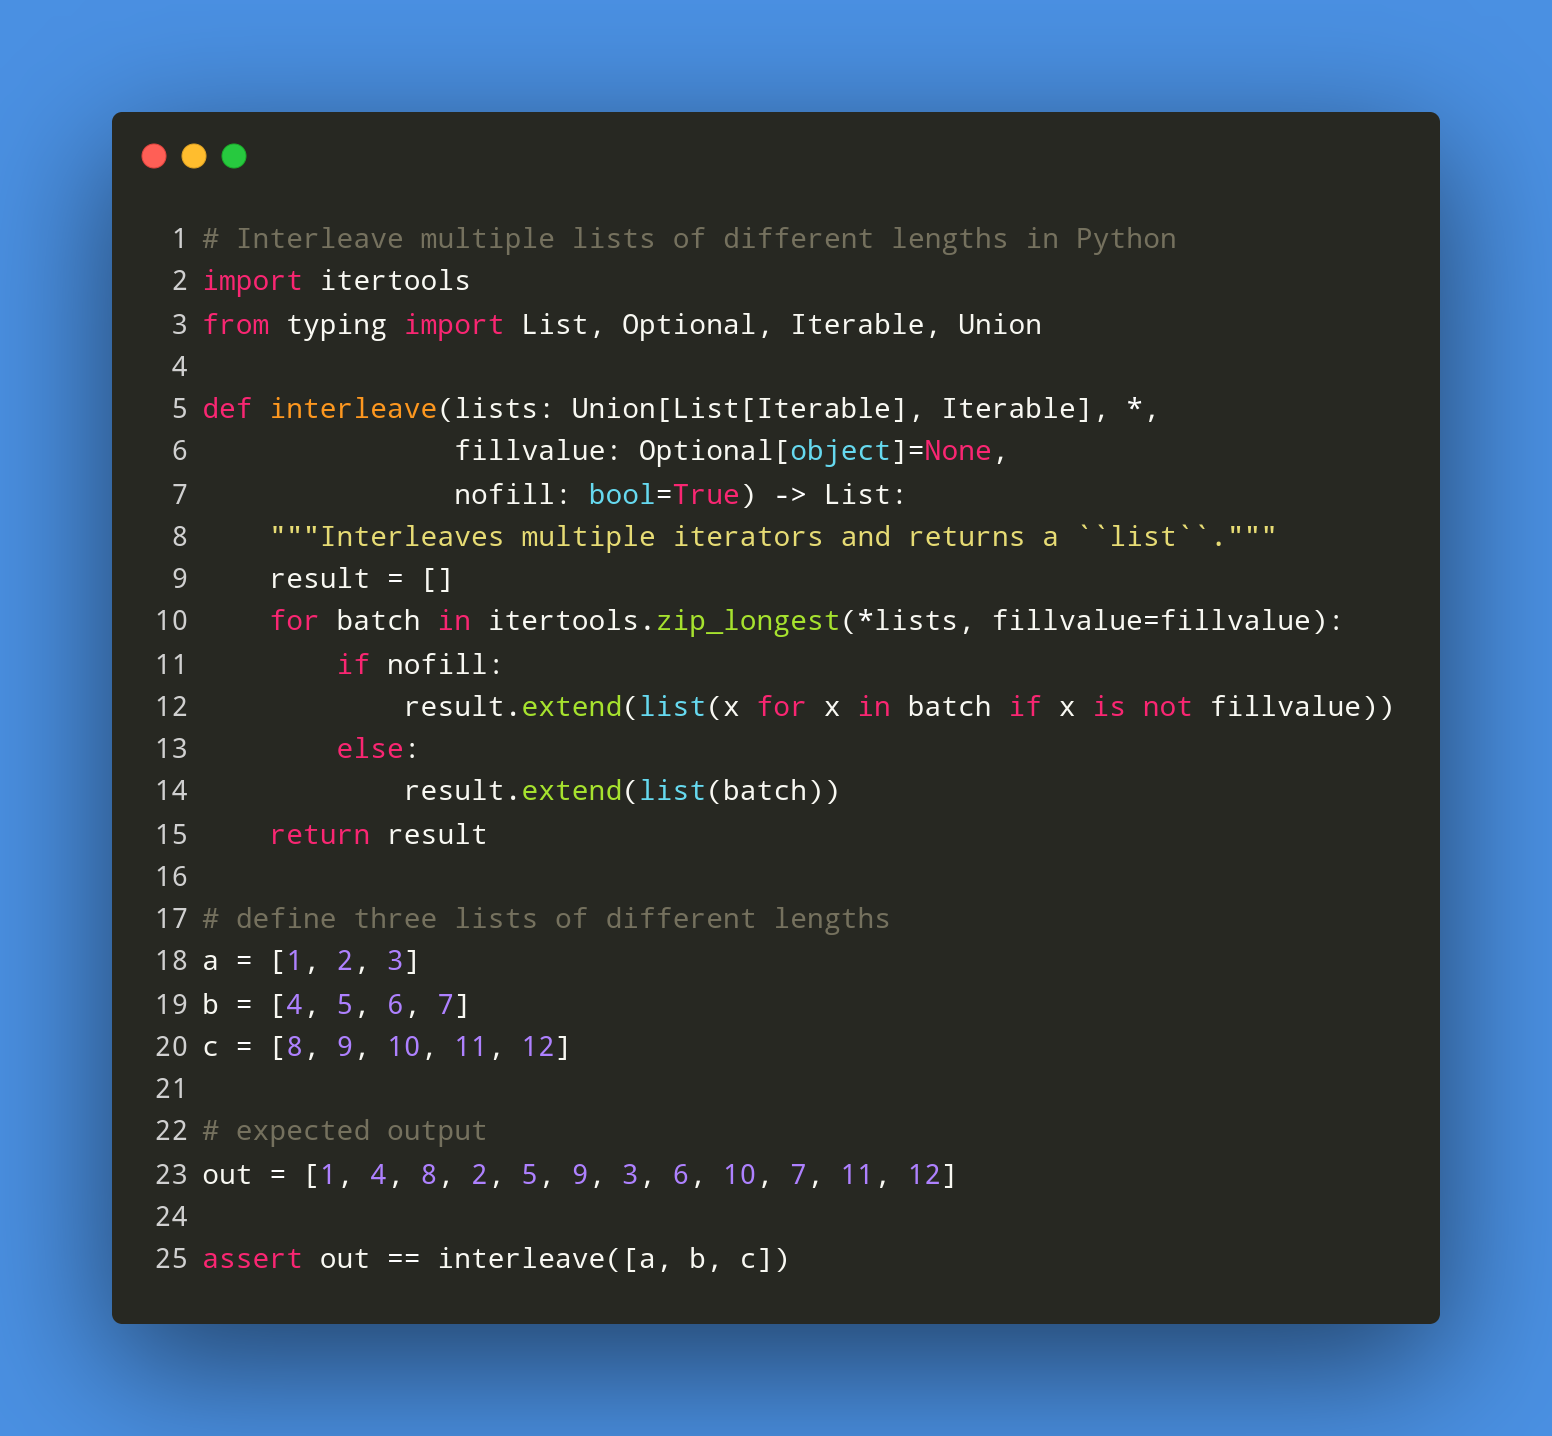 1 # Interleave multiple lists of different lengths in Python
2 import itertools
3 from typing import List, Optional, Iterable, Union
4
5 def interleave(lists: Union[List[Iterable], Iterable], *,
6                fillvalue: Optional[object]=None,
7                nofill: bool=True) -> List:
8     """Interleaves multiple iterators and returns a ``list``."""
9     result = []
10     for batch in itertools.zip_longest(*lists, fillvalue=fillvalue):
11         if nofill:
12             result.extend(list(x for x in batch if x is not fillvalue))
13         else:
14             result.extend(list(batch))
15     return result
16
17 # define three lists of different lengths
18 a = [1, 2, 3]
19 b = [4, 5, 6, 7]
20 c = [8, 9, 10, 11, 12]
21
22 # expected output
23 out = [1, 4, 8, 2, 5, 9, 3, 6, 10, 7, 11, 12]
24
25 assert out == interleave([a, b, c])